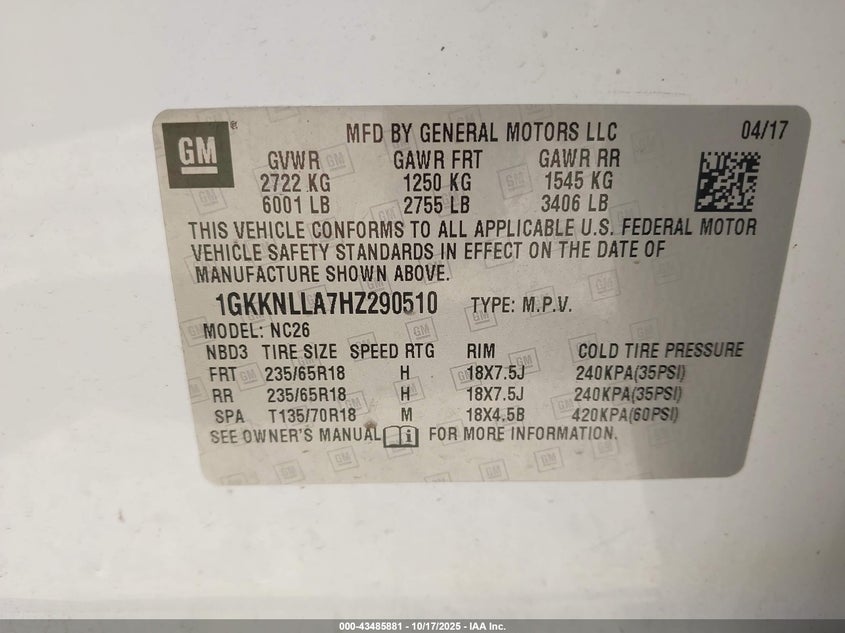 GM
MFD BY GENERAL MOTORS LLC 04/17
GVWR GAWR FRT GAWR RR
2722 KG 1250 KG 1545 KG
6001 LB 2755 LB 3406 LB
THIS VEHICLE CONFORMS TO ALL APPLICABLE U.S. FEDERAL MOTOR
VEHICLE SAFETY STANDARDS IN EFFECT ON THE DATE OF
MANUFACTURE SHOWN ABOVE.
1GKKNLLA7HZ290510 TYPE: M.P.V.
MODEL: NC26
NBD3 TIRE SIZE SPEED RTG RIM COLD TIRE PRESSURE
FRT 235/65R18 H 18X7.5J 240KPA(35PSI)
RR 235/65R18 H 18X7.5J 240KPA(35PSI)
SPA T135/70R18 M 18X4.5B 420KPA(60PSI)
SEE OWNER'S MANUAL FOR MORE INFORMATION.
000-43485881 - 10/17/2025 - IAA Inc.